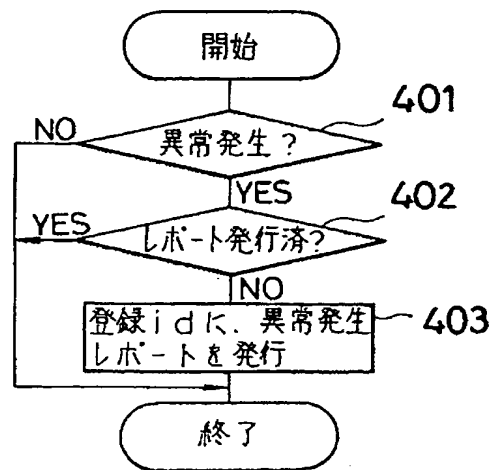 開始
401
NO
異常発生?
YES
402
YES
レポート発行済?
NO
登録idに、異常発生
レポートを発行
403
終了